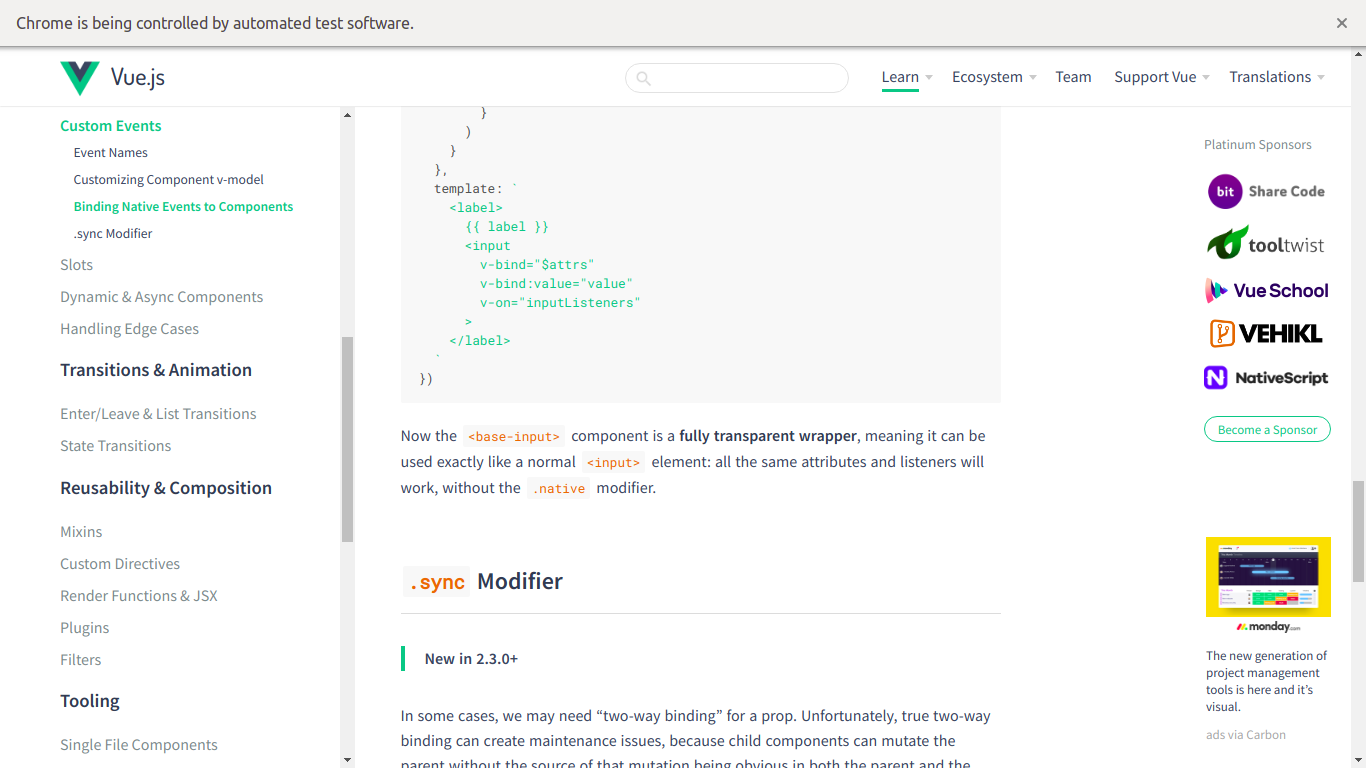 Chrome is being controlled by automated test software.
Vue.js
Learn
Ecosystem
Team
Support Vue
Translations
Custom Events
Event Names
Customizing Component v-model
Binding Native Events to Components
.sync Modifier
Slots
Dynamic & Async Components
Handling Edge Cases
Transitions & Animation
Enter/Leave & List Transitions
State Transitions
Reusability & Composition
Mixins
Custom Directives
Render Functions & JSX
Plugins
Filters
Tooling
Single File Components
}
)
}
},
template: `
<label>
{{ label }}
<input
v-bind="$attrs"
v-bind:value="value"
v-on="inputListeners"
>
</label>
`
})
Now the <base-input> component is a fully transparent wrapper, meaning it can be
used exactly like a normal <input> element: all the same attributes and listeners will
work, without the .native modifier.
.sync Modifier
New in 2.3.0+
In some cases, we may need “two-way binding” for a prop. Unfortunately, true two-way
binding can create maintenance issues, because child components can mutate the
parent without the source of that mutation being obvious in both the parent and the
Platinum Sponsors
bit Share Code
tooltwist
Vue School
VEHIKL
N NativeScript
Become a Sponsor
monday.com
The new generation of
project management
tools is here and it’s
visual.
ads via Carbon